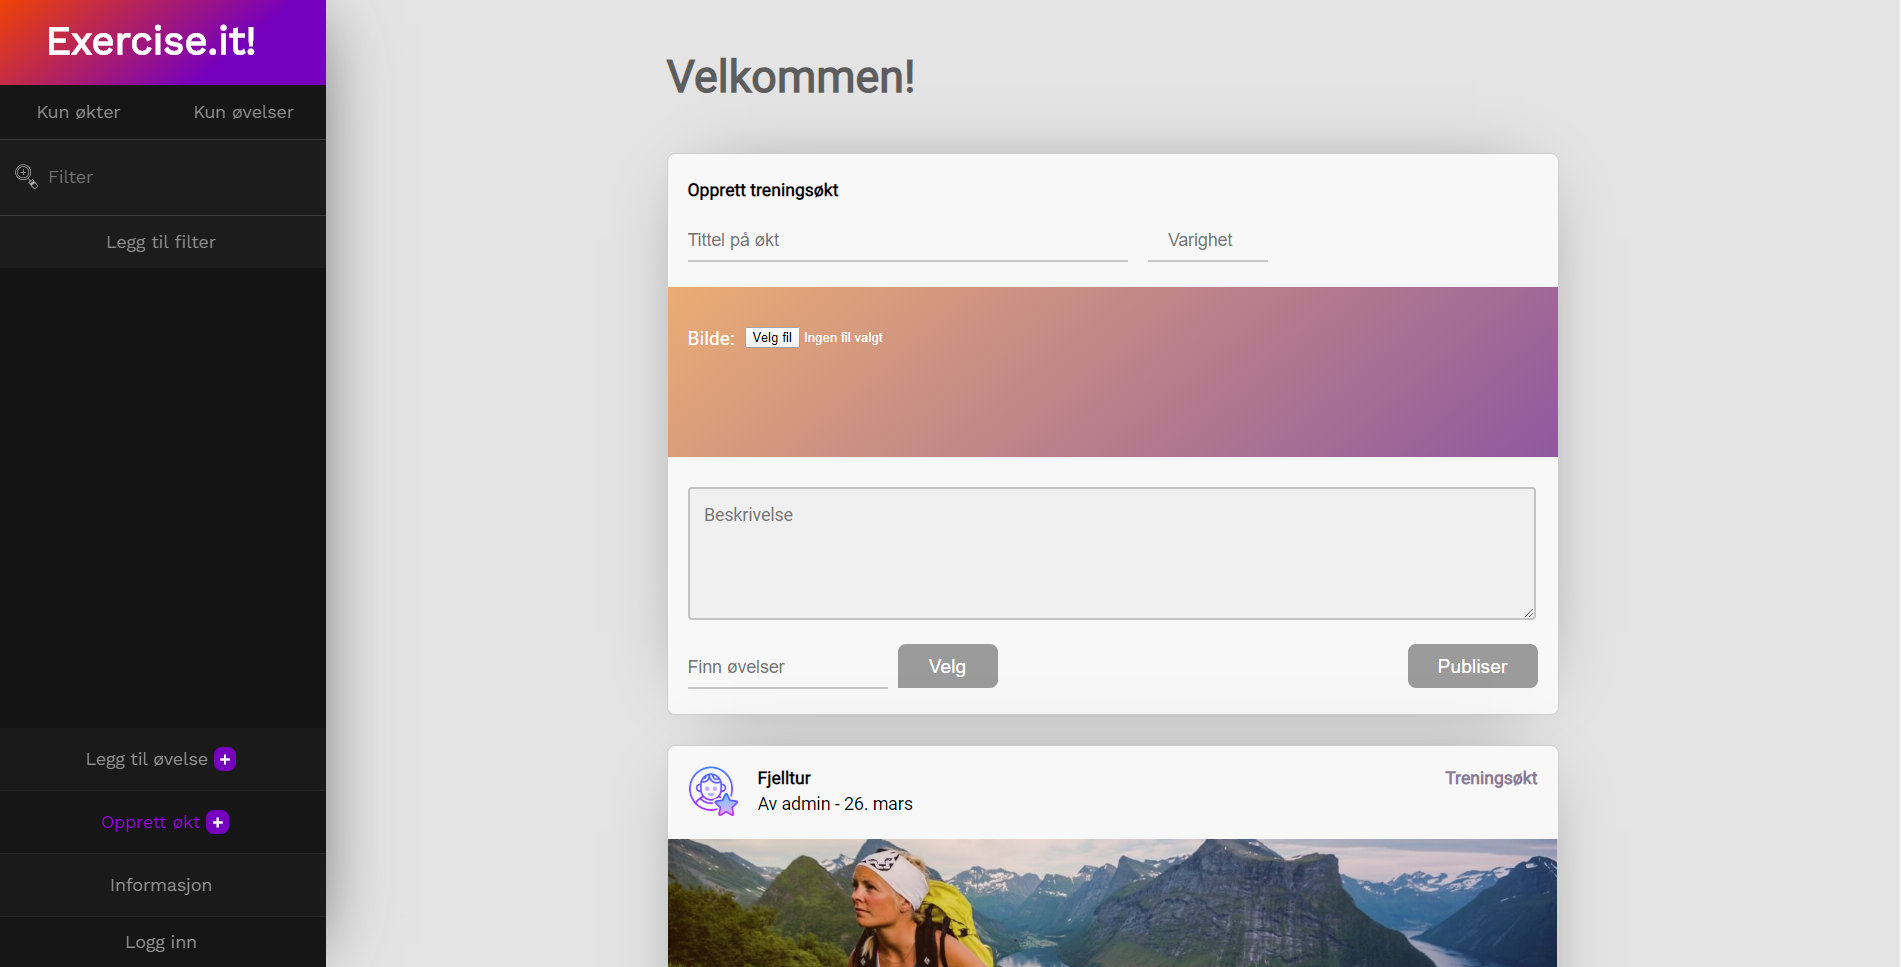 Exercise.it!
Kun økter
Kun øvelser
Filter
Legg til filter
Legg til øvelse +
Opprett økt +
Informasjon
Logg inn
Velkommen!
Opprett treningsøkt
Tittel på økt
Varighet
Bilde: Velg fil Ingen fil valgt
Beskrivelse
Finn øvelser
Velg
Publiser
Fjelltur
Treningsøkt
Av admin - 26. mars